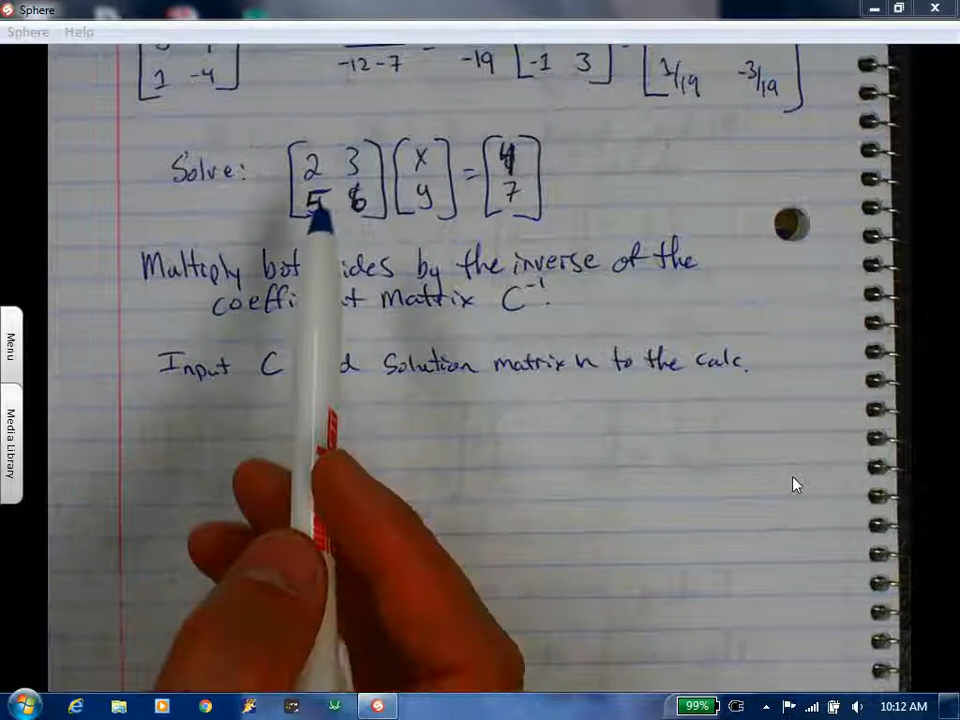 Sphere
Sphere Help
1 -4
-12-7
-19
-1 3
1/19 -3/19
Solve: 2 3 x = 4
5 6 y 7
Multiply bot ides by the inverse of the
coeffi t matrix C⁻¹.
Input C d solution matrix n to the calc.
Menu
Media Library
99%
10:12 AM